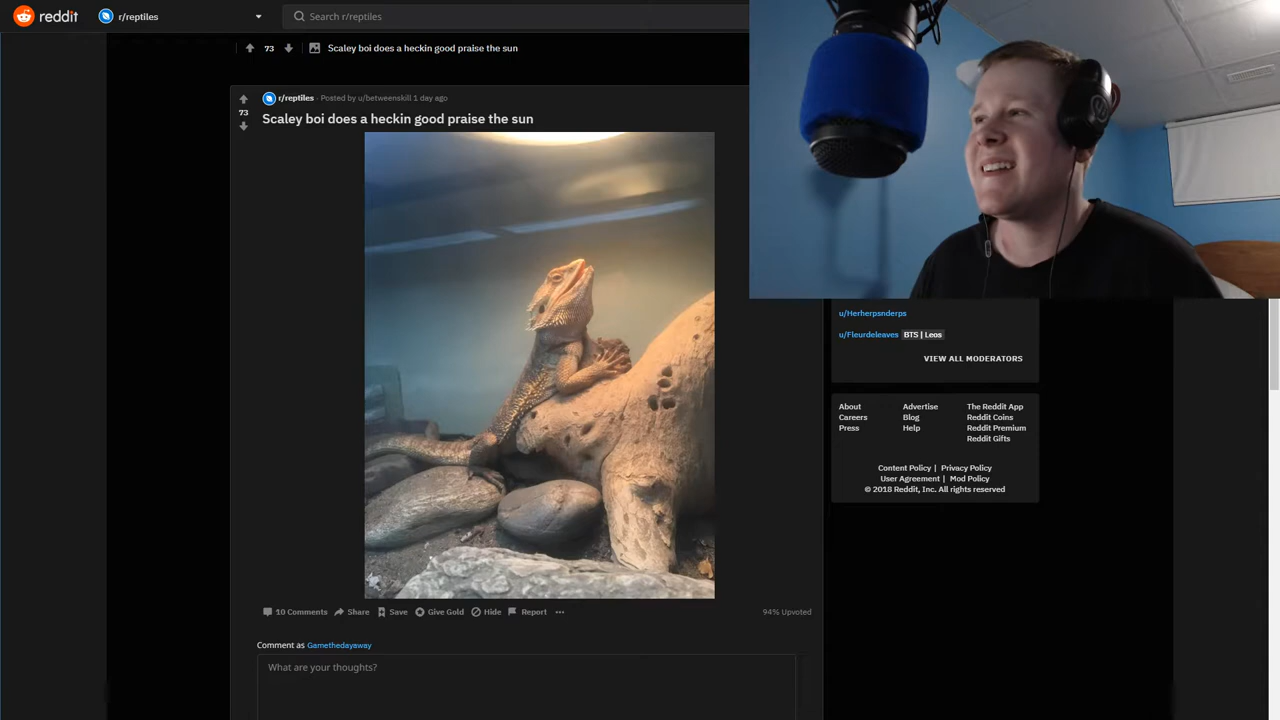 reddit r/reptiles Search r/reptiles
73 Scaley boi does a heckin good praise the sun
r/reptiles · Posted by u/betweenskill 1 day ago
73
Scaley boi does a heckin good praise the sun
10 Comments Share Save Give Gold Hide Report ••• 94% Upvoted
Comment as Gamethedayaway
What are your thoughts?
u/Herherpsnderps
u/Fleurdeleaves BTS | Leos
VIEW ALL MODERATORS
About Advertise The Reddit App
Careers Blog Reddit Coins
Press Help Reddit Premium
Reddit Gifts
Content Policy | Privacy Policy
User Agreement | Mod Policy
© 2018 Reddit, Inc. All rights reserved